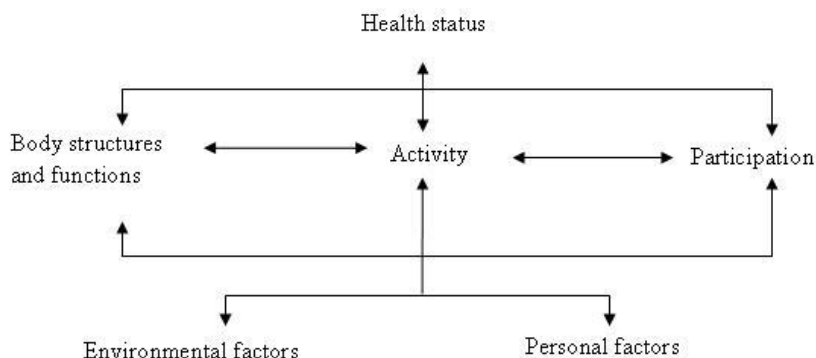 Health status
Body structures
and functions
Activity
Participation
Environmental factors
Personal factors